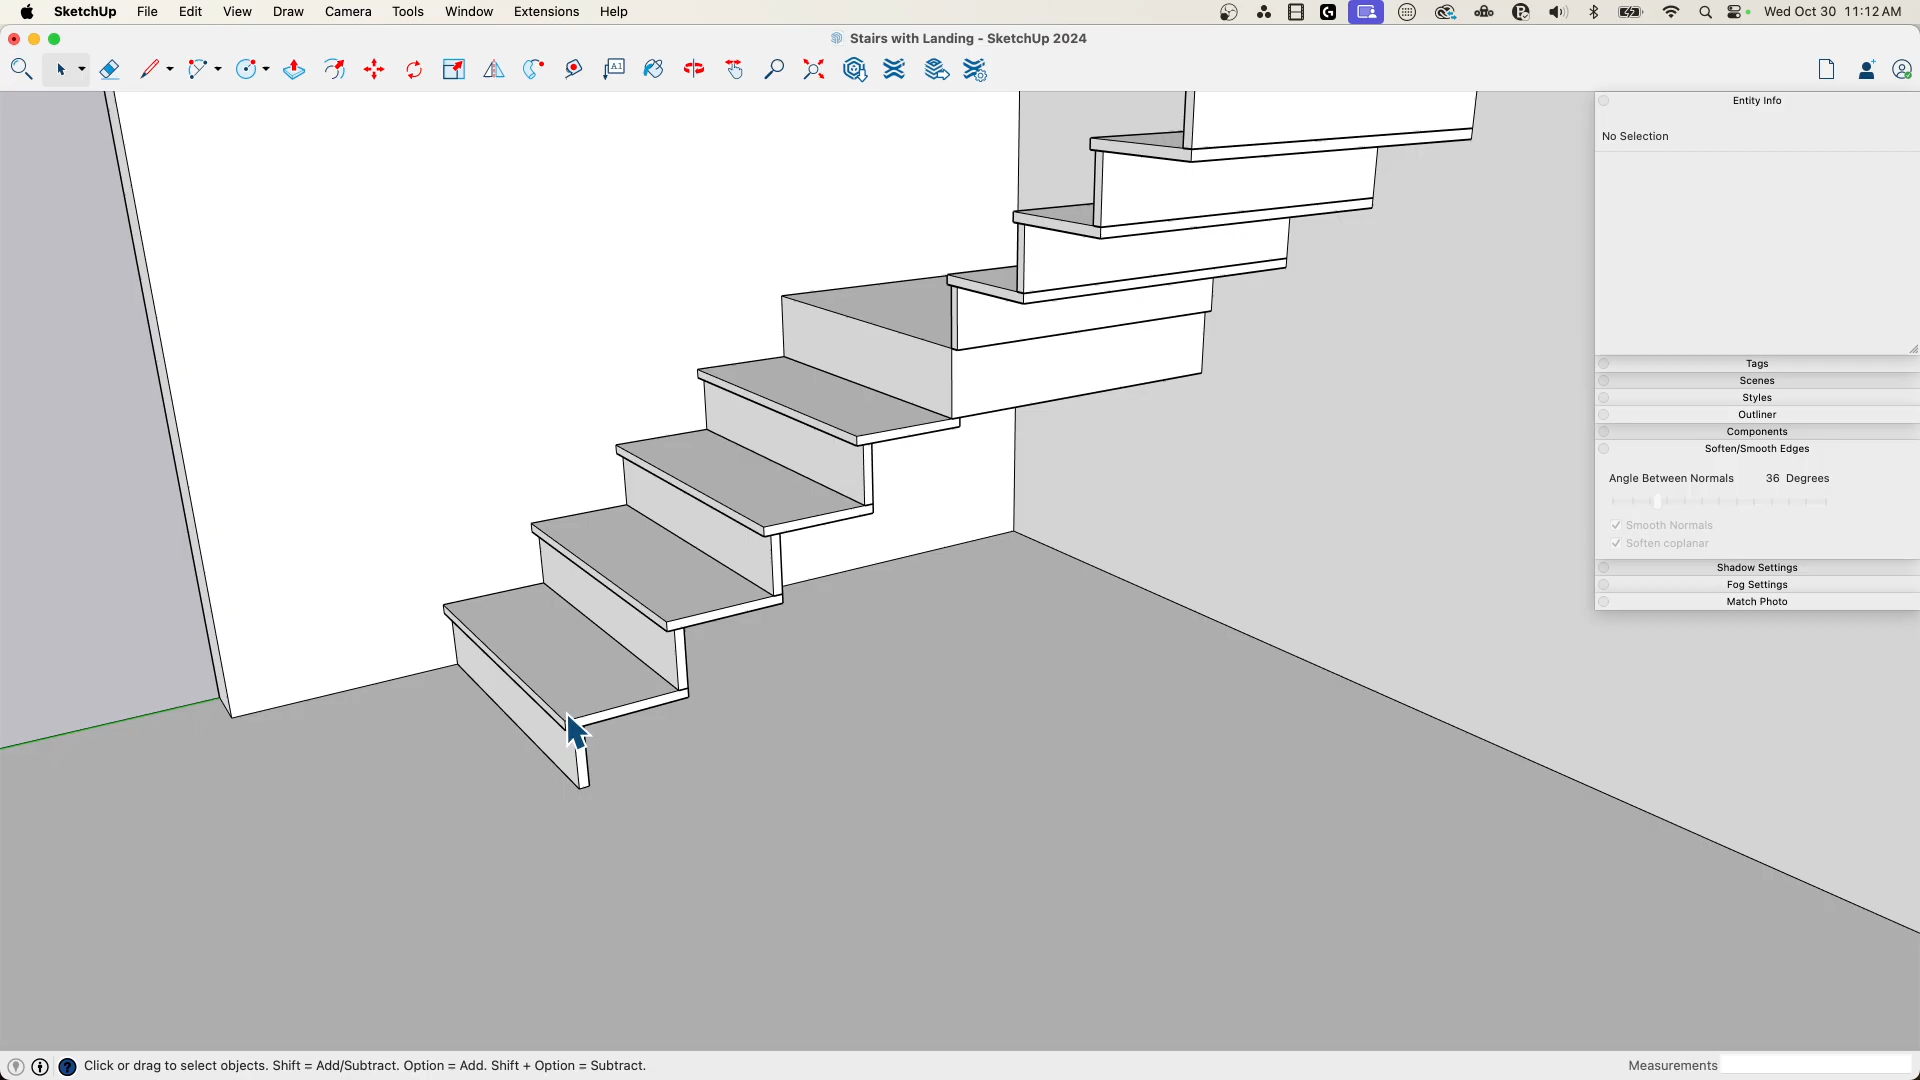 SketchUp File Edit View Draw Camera Tools Window Extensions Help Wed Oct 30 11:12 AM
Stairs with Landing - SketchUp 2024
A1
Entity Info
No Selection
Tags
Scenes
Styles
Outliner
Components
Soften/Smooth Edges
Angle Between Normals 36 Degrees
Smooth Normals
Soften coplanar
Shadow Settings
Fog Settings
Match Photo
Click or drag to select objects. Shift = Add/Subtract. Option = Add. Shift + Option = Subtract. Measurements